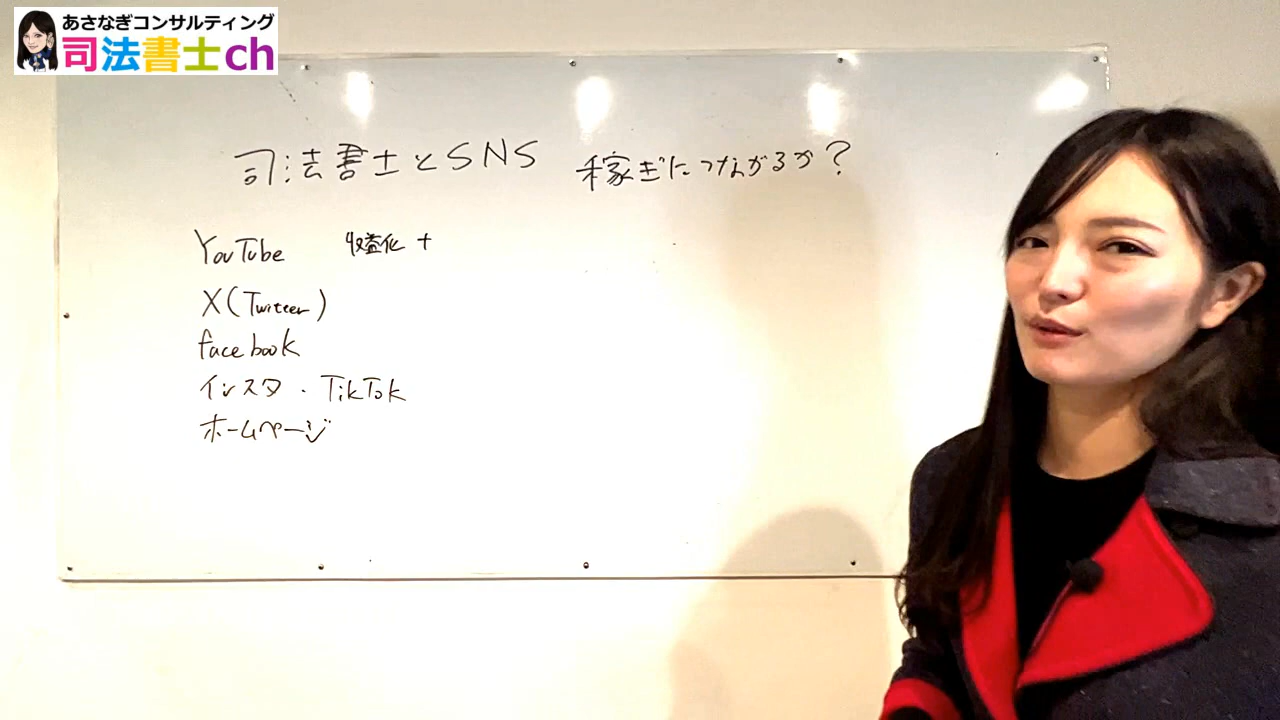 あさなぎコンサルティング
司法書士ch
司法書士とSNS 稼ぎにつながるか?
YouTube 収益化 +
X(Twitter)
facebook
インスタ・TikTok
ホームページ